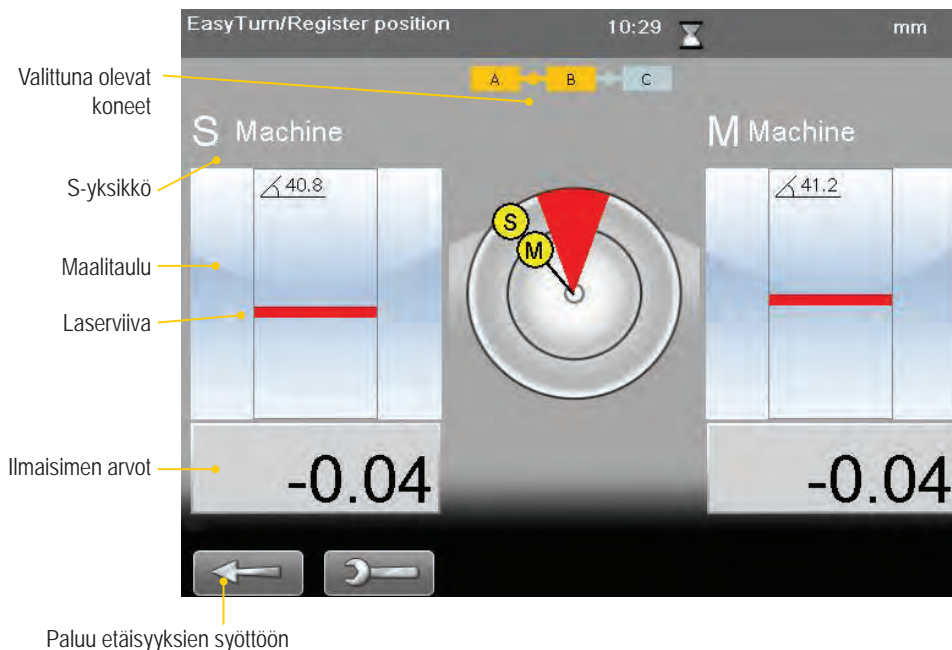 EasyTurn/Register position 10:29 mm
Valittuna olevat
koneet
A B C
S Machine
M Machine
S-yksikkö
40.8
41.2
S
M
Maalitaulu
Laserviiva
Ilmaisimen arvot
-0.04
-0.04
Paluu etäisyyksien syöttöön